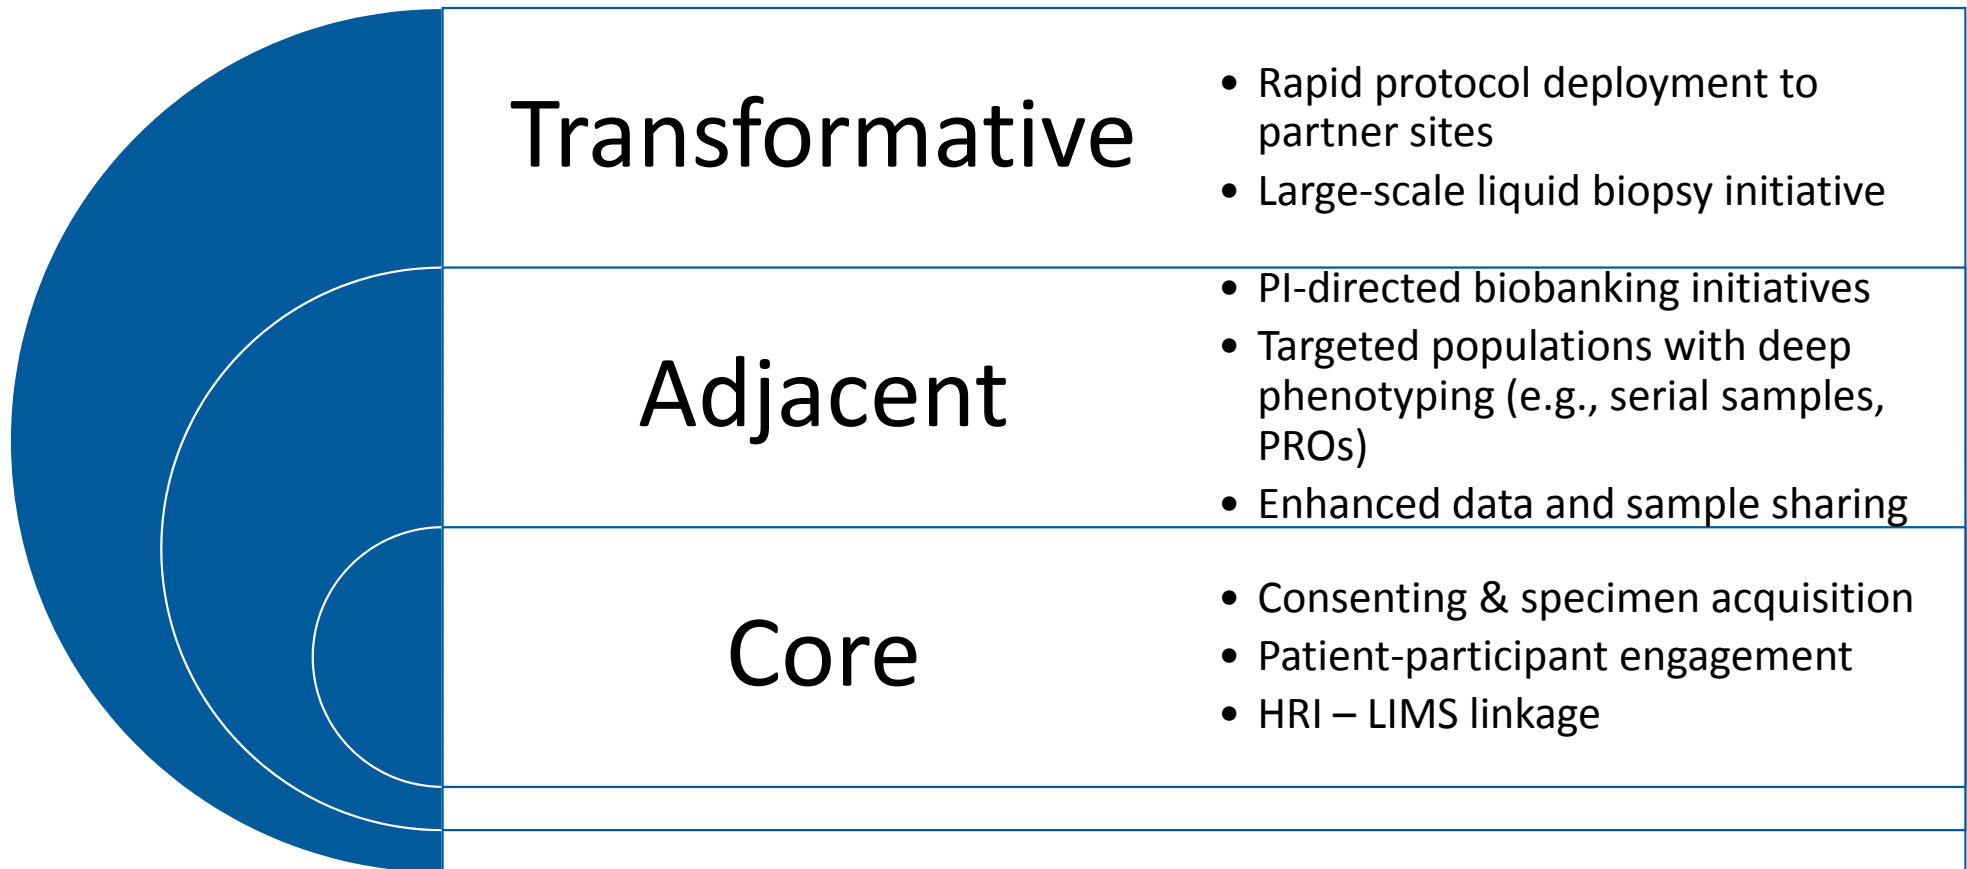 Transformative
• Rapid protocol deployment to
partner sites
• Large-scale liquid biopsy initiative
Adjacent
• PI-directed biobanking initiatives
• Targeted populations with deep
phenotyping (e.g., serial samples,
PROs)
• Enhanced data and sample sharing
Core
• Consenting & specimen acquisition
• Patient-participant engagement
• HRI – LIMS linkage